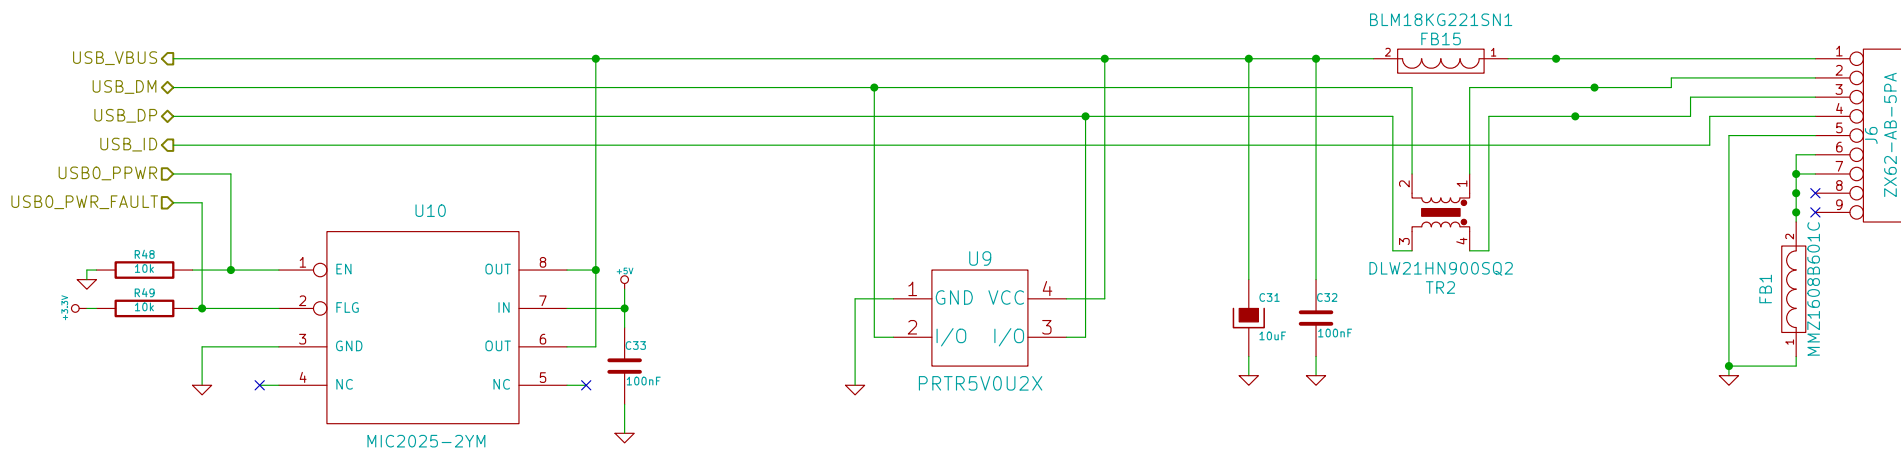 BLM18KG221SN1
FB15
2
1
USB_VBUS
USB_DM
USB_DP
USB_ID
USB0_PPWR
USB0_PWR_FAULT
R48
10k
R49
10k
+3.3V
U10
1
EN
2
FLG
3
GND
4
NC
OUT
8
IN
7
OUT
6
NC
5
MIC2025-2YM
+5V
C33
100nF
U9
1
GND
VCC
4
2
I/O
I/O
3
PRTR5V0U2X
C31
10uF
C32
100nF
2
1
3
4
DLW21HN900SQ2
TR2
1
2
3
4
5
6
7
8
9
J6
ZX62-AB-5PA
2
FB1
MMZ1608B601C
1